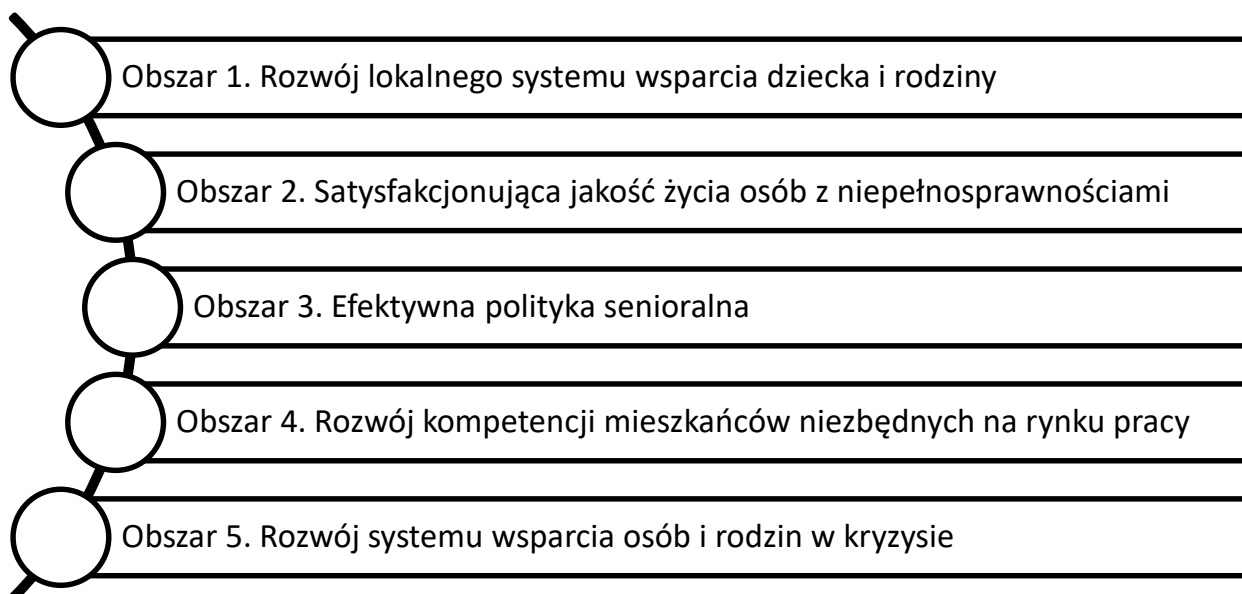 Obszar 1. Rozwój lokalnego systemu wsparcia dziecka i rodziny
Obszar 2. Satysfakcjonująca jakość życia osób z niepełnosprawnościami
Obszar 3. Efektywna polityka senioralna
Obszar 4. Rozwój kompetencji mieszkańców niezbędnych na rynku pracy
Obszar 5. Rozwój systemu wsparcia osób i rodzin w kryzysie